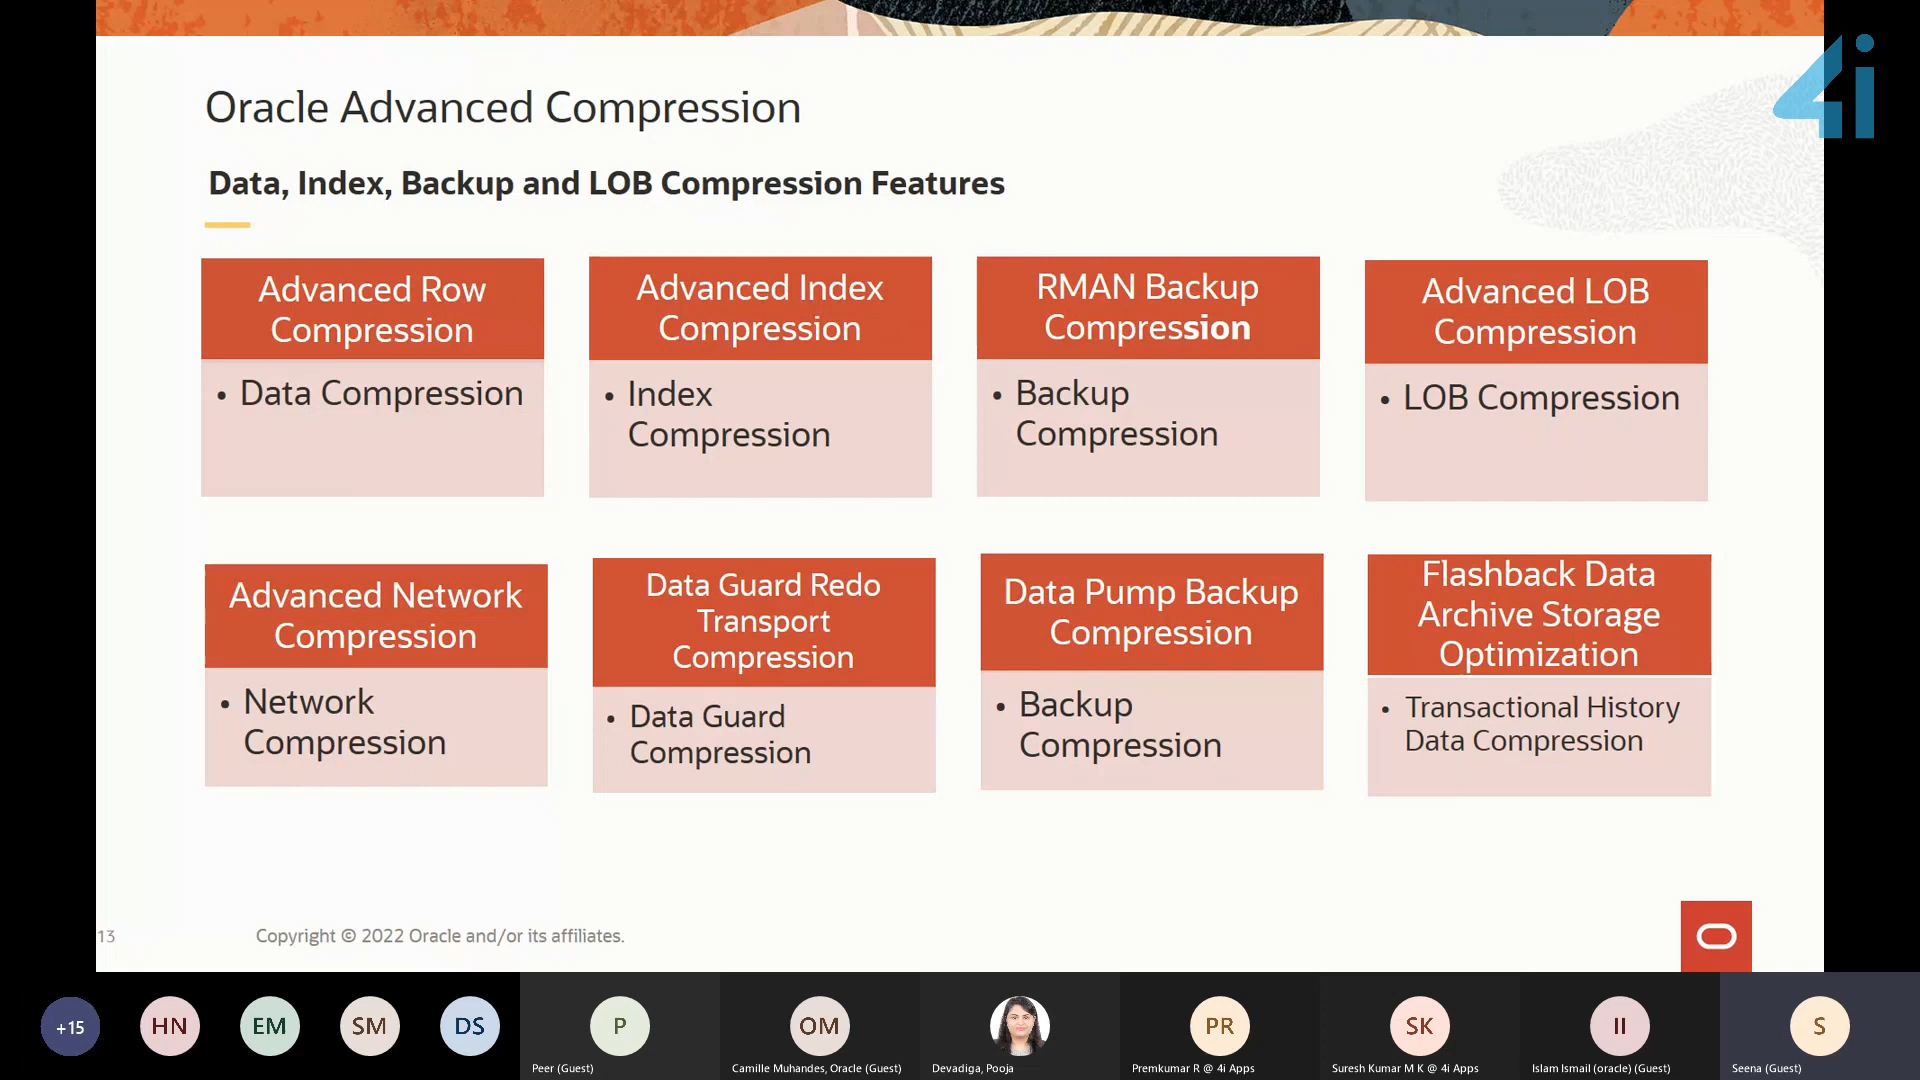 4i
Oracle Advanced Compression
Data, Index, Backup and LOB Compression Features
Advanced Row
Compression
• Data Compression
Advanced Index
Compression
• Index
Compression
RMAN Backup
Compression
• Backup
Compression
Advanced LOB
Compression
• LOB Compression
Advanced Network
Compression
• Network
Compression
Data Guard Redo
Transport
Compression
• Data Guard
Compression
Data Pump Backup
Compression
• Backup
Compression
Flashback Data
Archive Storage
Optimization
• Transactional History
Data Compression
13
Copyright © 2022 Oracle and/or its affiliates.
+15
HN
EM
SM
DS
P
Peer (Guest)
OM
Camille Muhandes, Oracle (Guest)
Devadiga, Pooja
PR
Premkumar R @ 4i Apps
SK
Suresh Kumar M K @ 4i Apps
II
Islam Ismail (oracle) (Guest)
S
Seena (Guest)